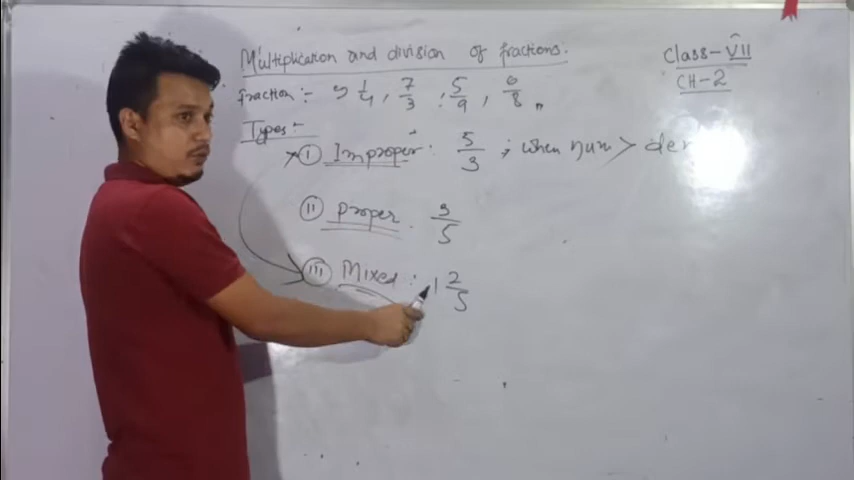 Multiplication and division of fractions.
Class-VII
CH-2
fraction:- 1/4, 7/3, 5/9, 6/8
Types:-
(i) Improper: 5/3 ; when num > der
(ii) proper. 3/5
(iii) Mixed: 1 2/5